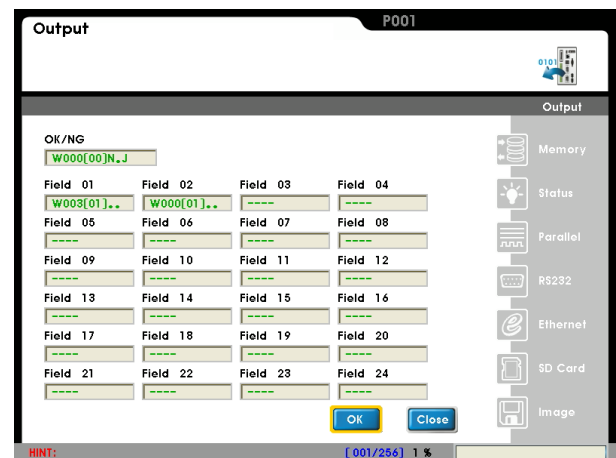 Output
P001
0101
Output
OK/NG
W000[00]N.J
Memory
Field 01 Field 02 Field 03 Field 04
W003[01].. W000[01].. ---- ----
Status
Field 05 Field 06 Field 07 Field 08
---- ---- ---- ----
Parallel
Field 09 Field 10 Field 11 Field 12
---- ---- ---- ----
RS232
Field 13 Field 14 Field 15 Field 16
---- ---- ---- ----
Ethernet
Field 17 Field 18 Field 19 Field 20
---- ---- ---- ----
SD Card
Field 21 Field 22 Field 23 Field 24
---- ---- ---- ----
OK Close
Image
HINT: [001/256] 1 %